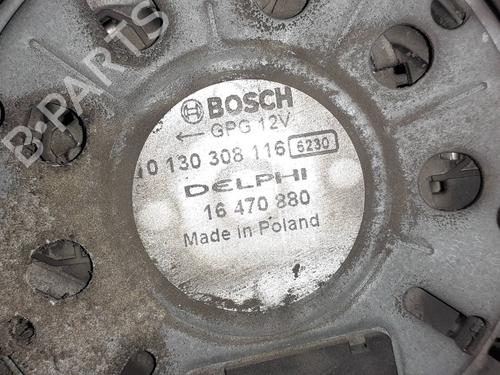 B-PARTS
BOSCH
← GPG 12V
0 130 308 116 6230
DELPHI
16 470 880
Made in Poland